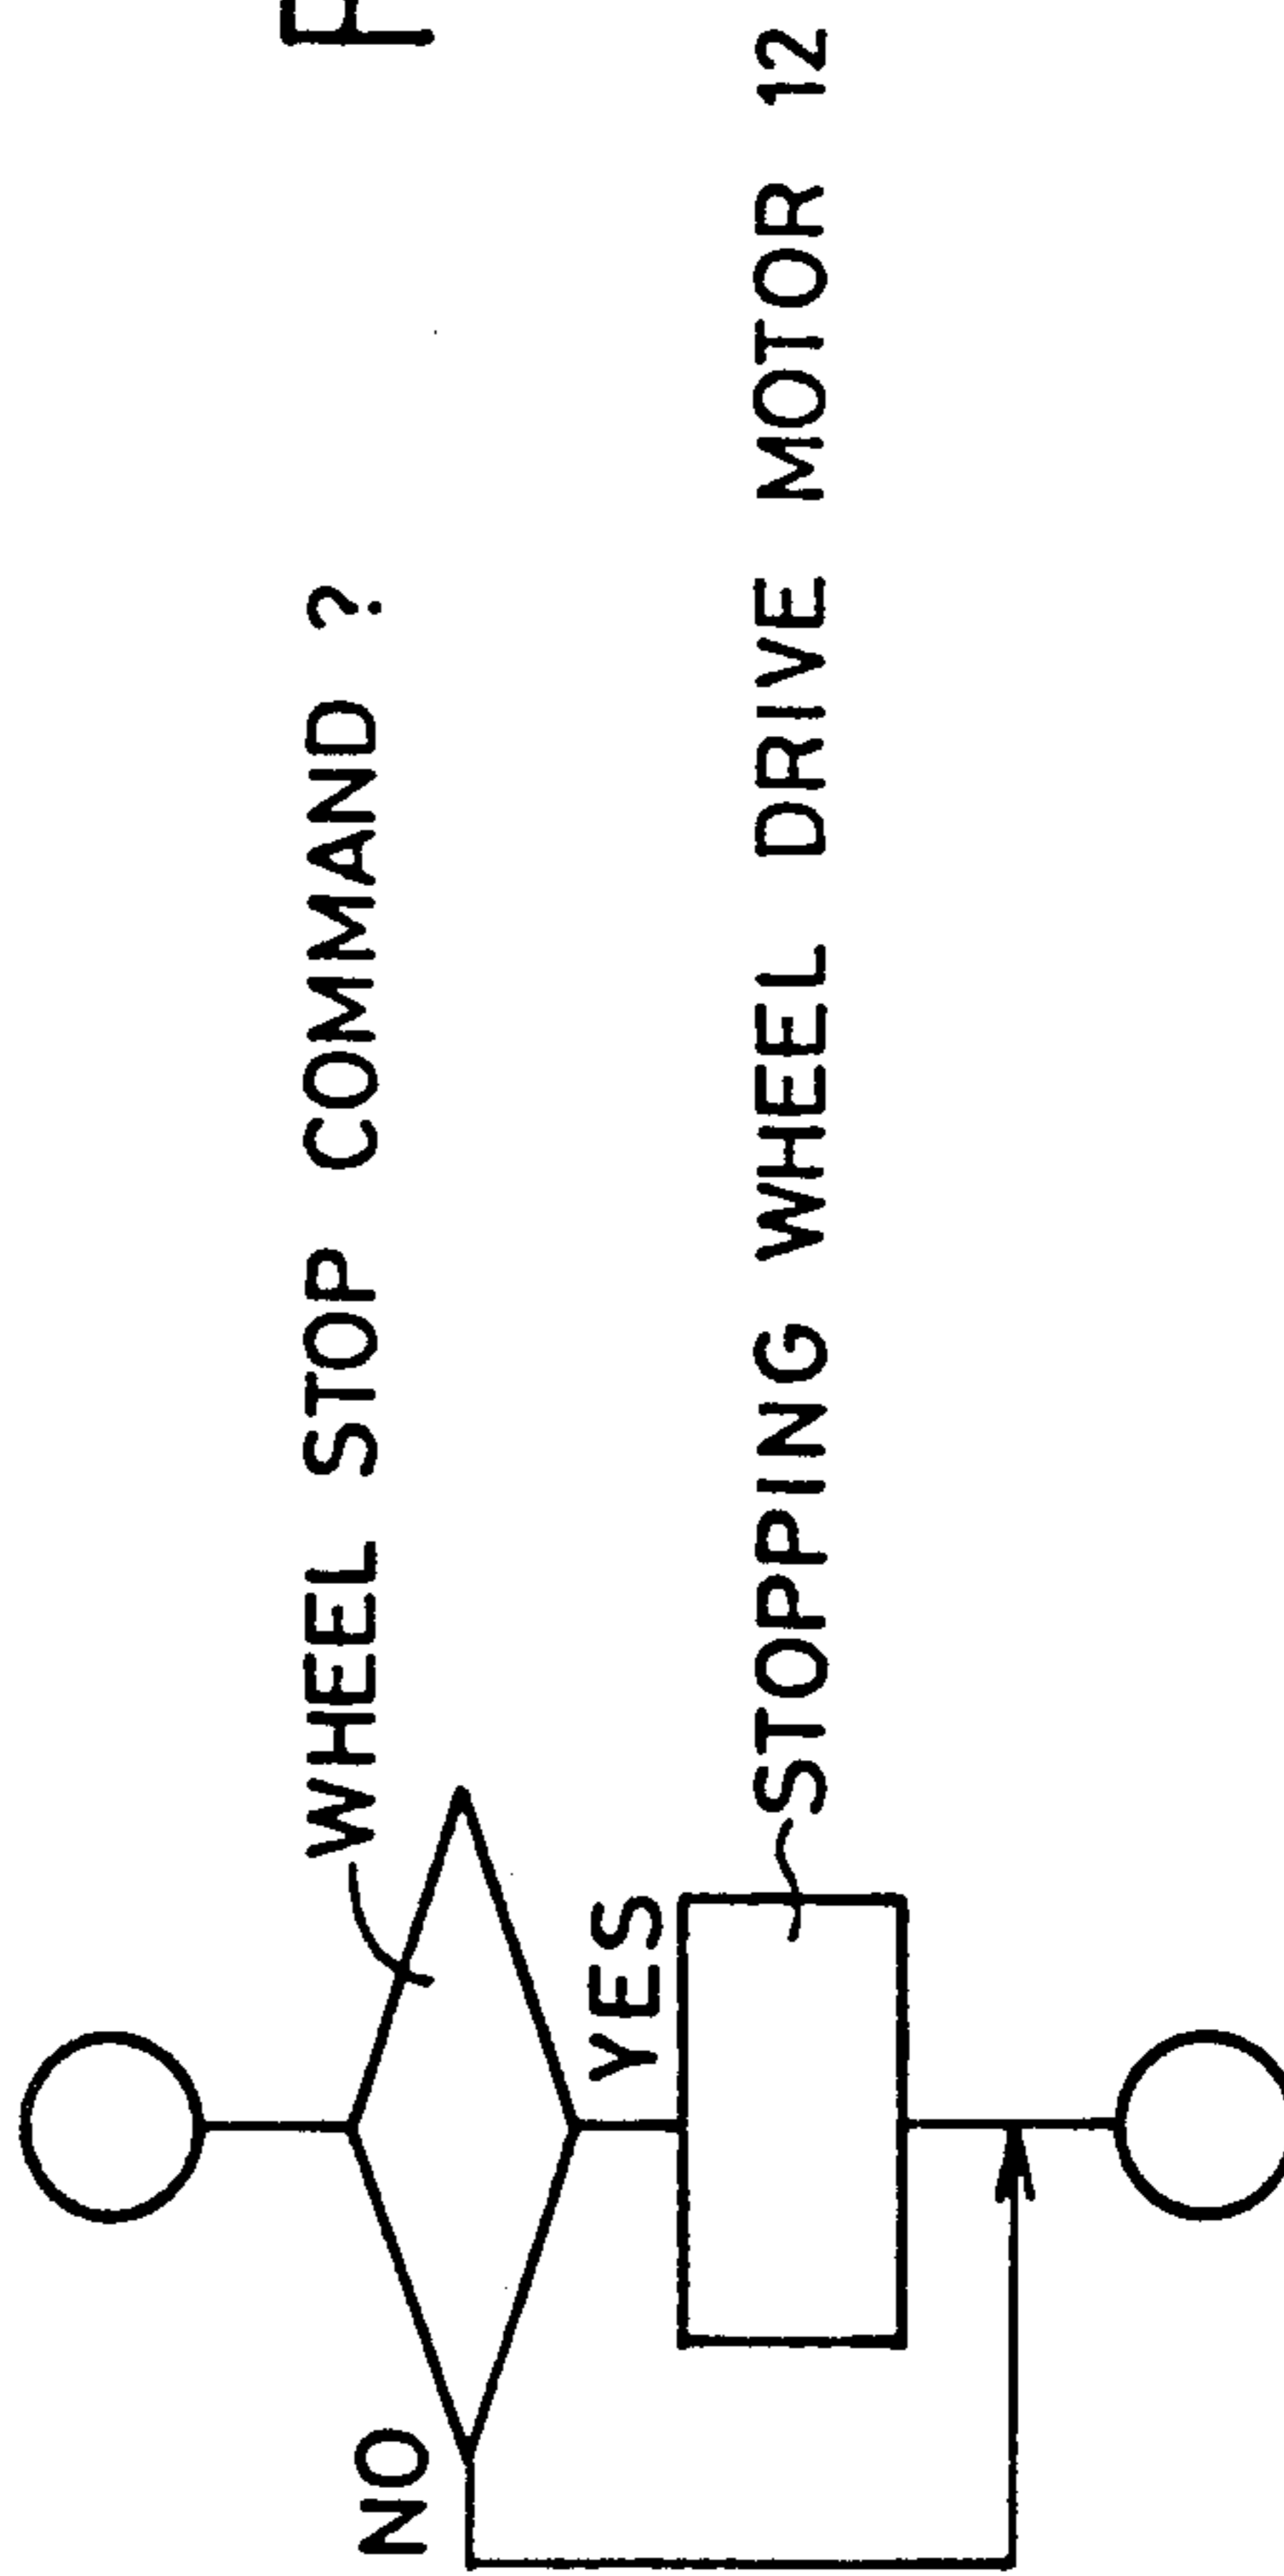 WHEEL STOP COMMAND ?
NO
YES
STOPPING WHEEL DRIVE MOTOR 12